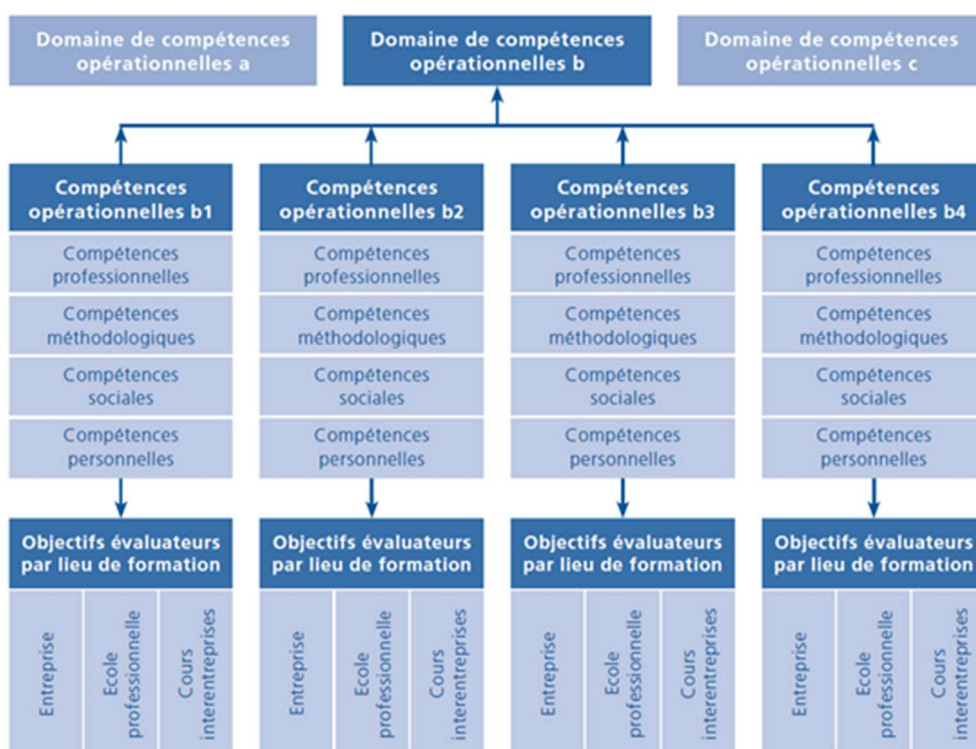 Domaine de compétences
opérationnelles a
Domaine de compétences
opérationnelles b
Domaine de compétences
opérationnelles c
Compétences
opérationnelles b1
Compétences
professionnelles
Compétences
méthodologiques
Compétences
sociales
Compétences
personnelles
Objectifs évaluateurs
par lieu de formation
Entreprise
Ecole
professionnelle
Cours
interentreprises
Compétences
opérationnelles b2
Compétences
professionnelles
Compétences
méthodologiques
Compétences
sociales
Compétences
personnelles
Objectifs évaluateurs
par lieu de formation
Entreprise
Ecole
professionnelle
Cours
interentreprises
Compétences
opérationnelles b3
Compétences
professionnelles
Compétences
méthodologiques
Compétences
sociales
Compétences
personnelles
Objectifs évaluateurs
par lieu de formation
Entreprise
Ecole
professionnelle
Cours
interentreprises
Compétences
opérationnelles b4
Compétences
professionnelles
Compétences
méthodologiques
Compétences
sociales
Compétences
personnelles
Objectifs évaluateurs
par lieu de formation
Entreprise
Ecole
professionnelle
Cours
interentreprises